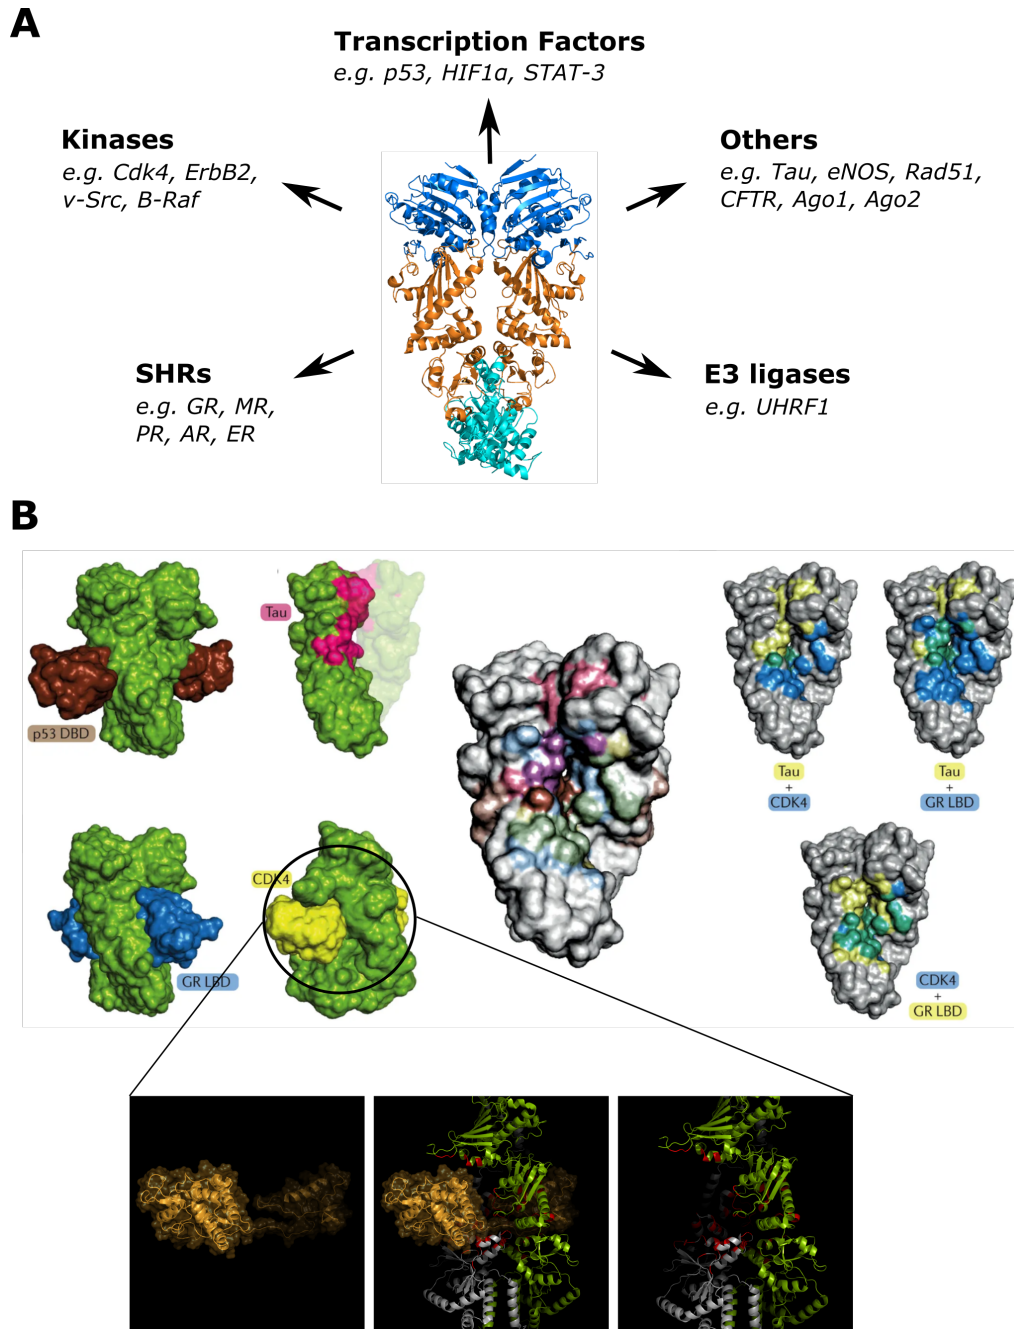 A
Transcription Factors
e.g. p53, HIF1α, STAT-3
Kinases
e.g. Cdk4, ErbB2,
v-Src, B-Raf
Others
e.g. Tau, eNOS, Rad51,
CFTR, Ago1, Ago2
SHRs
e.g. GR, MR,
PR, AR, ER
E3 ligases
e.g. UHRF1
B
p53 DBD
Tau
GR LBD
CDK4
Tau
+
CDK4
Tau
+
GR LBD
CDK4
+
GR LBD